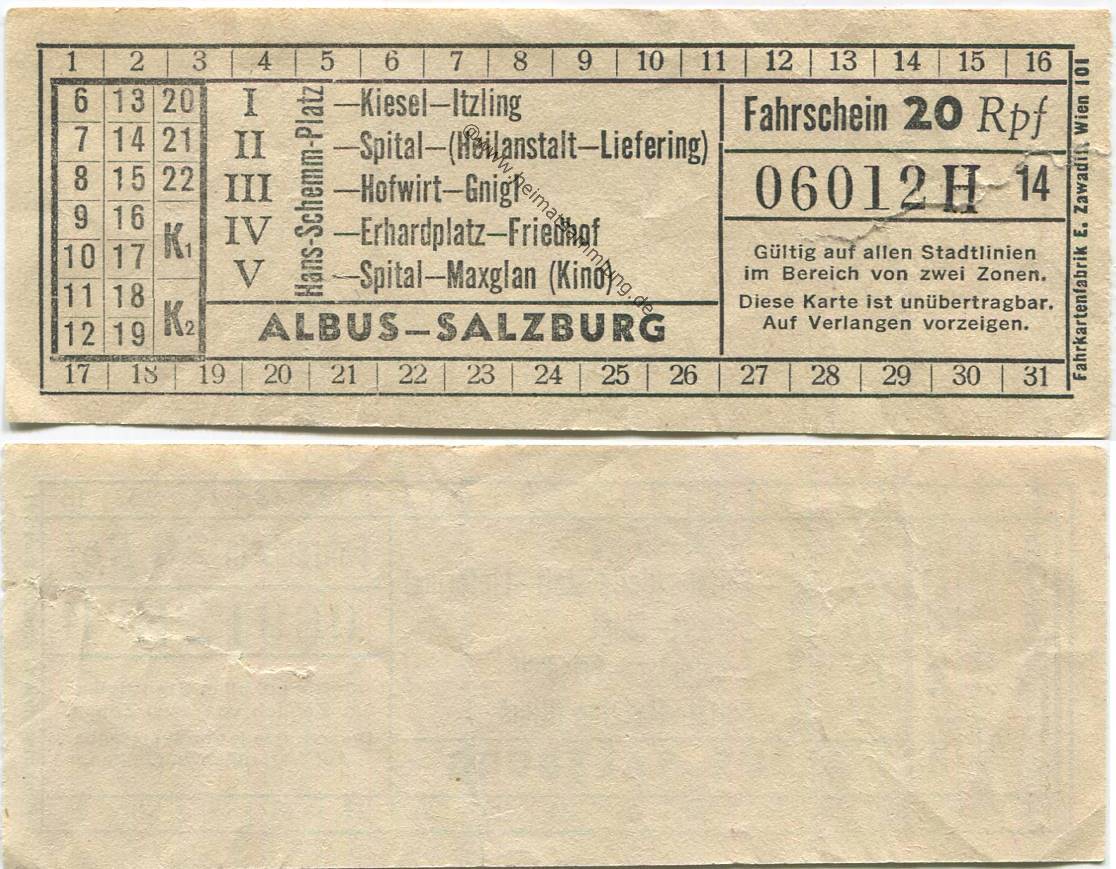 1 | 2 | 3 | 4 | 5 | 6 | 7 | 8 | 9 | 10 | 11 | 12 | 13 | 14 | 15 | 16
6 13 20
7 14 21
8 15 22
9 16
K1
10 17
11 18
K2
12 19
Hans-Schemm-Platz
I —Kiesel—Itzling
II —Spital—(Heilanstalt—Liefering)
III —Hofwirt—Gnigl
IV —Erhardplatz—Friedhof
V —Spital—Maxglan (Kino)
ALBUS—SALZBURG
Fahrschein 20 Rpf
06012 H 14
Gültig auf allen Stadtlinien
im Bereich von zwei Zonen.
Diese Karte ist unübertragbar.
Auf Verlangen vorzeigen.
Fahrkartenfabrik E. Zawadil, Wien 101
17 | 18 | 19 | 20 | 21 | 22 | 23 | 24 | 25 | 26 | 27 | 28 | 29 | 30 | 31
@www.heimatsammlung.de